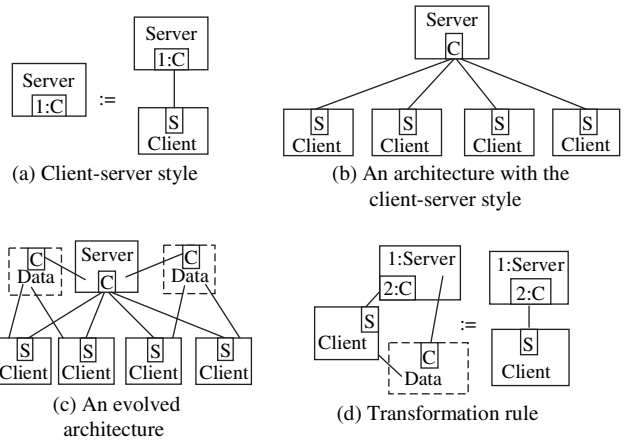 Server
1:C
:=
Server
1:C
S
Client
(a) Client-server style
Server
C
S
Client
S
Client
S
Client
S
Client
(b) An architecture with the
client-server style
C
Data
Server
C
C
Data
S
Client
S
Client
S
Client
S
Client
(c) An evolved
architecture
1:Server
2:C
S
Client
C
Data
:=
1:Server
2:C
S
Client
(d) Transformation rule